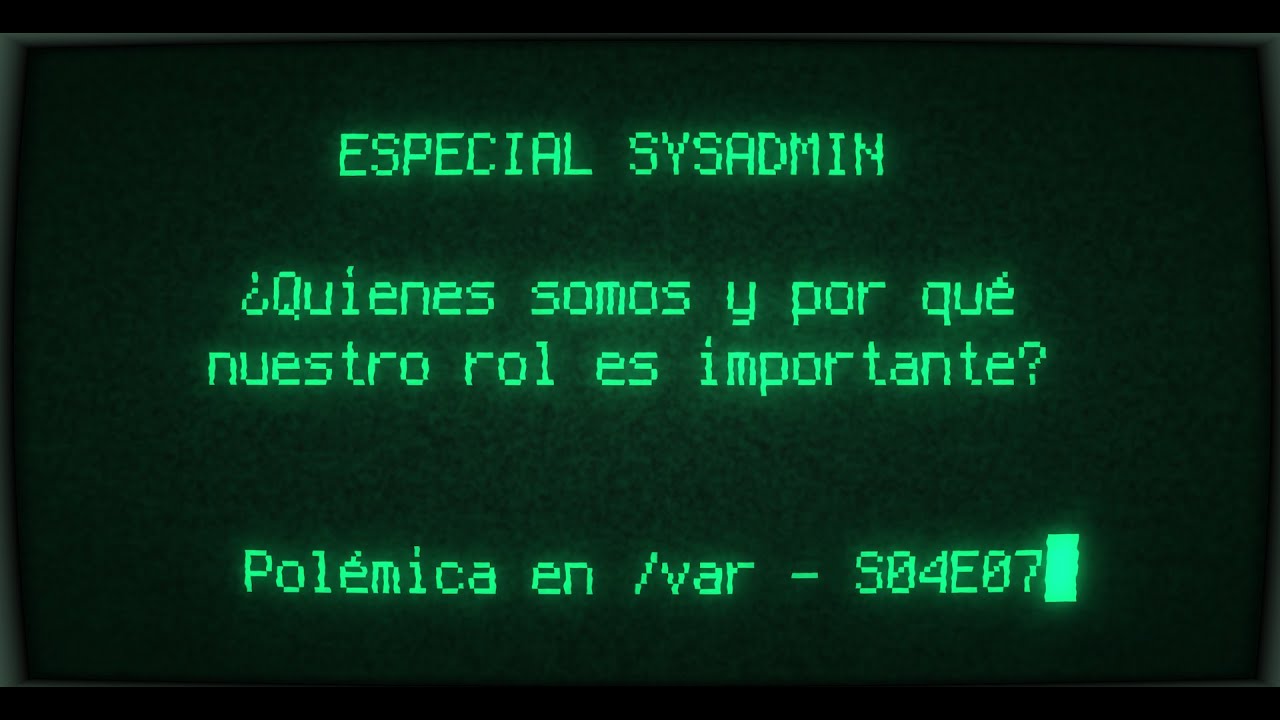 ESPECIAL SYSADMIN
¿Quienes somos y por qué
nuestro rol es importante?
Polémica en /var - S04E07